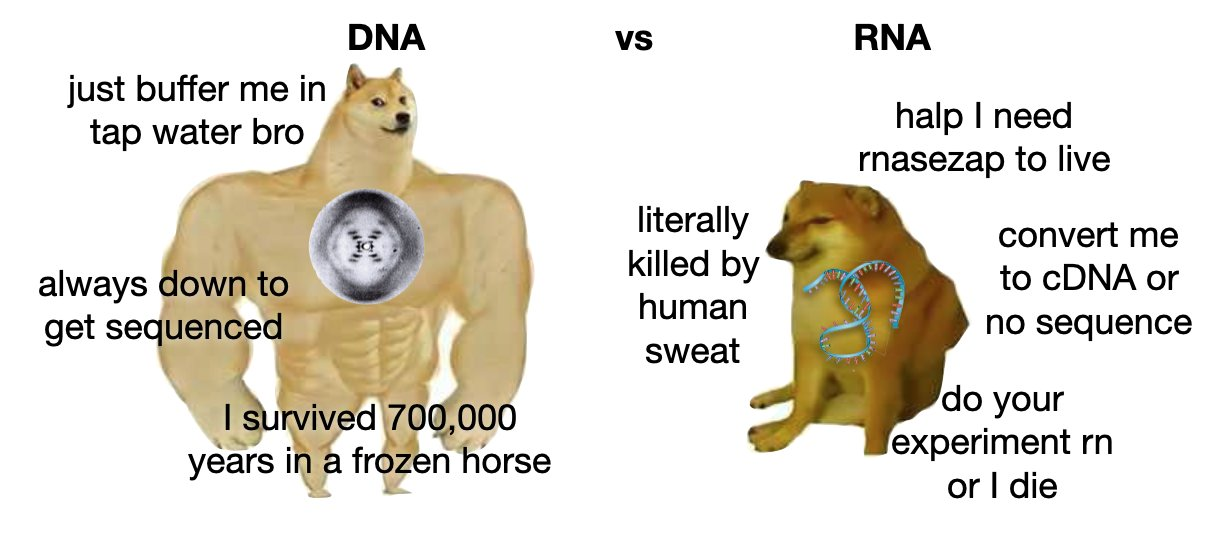 DNA vs RNA
just buffer me in
tap water bro
always down to
get sequenced
I survived 700,000
years in a frozen horse
halp I need
rnasezap to live
literally
killed by
human
sweat
convert me
to cDNA or
no sequence
do your
experiment rn
or I die